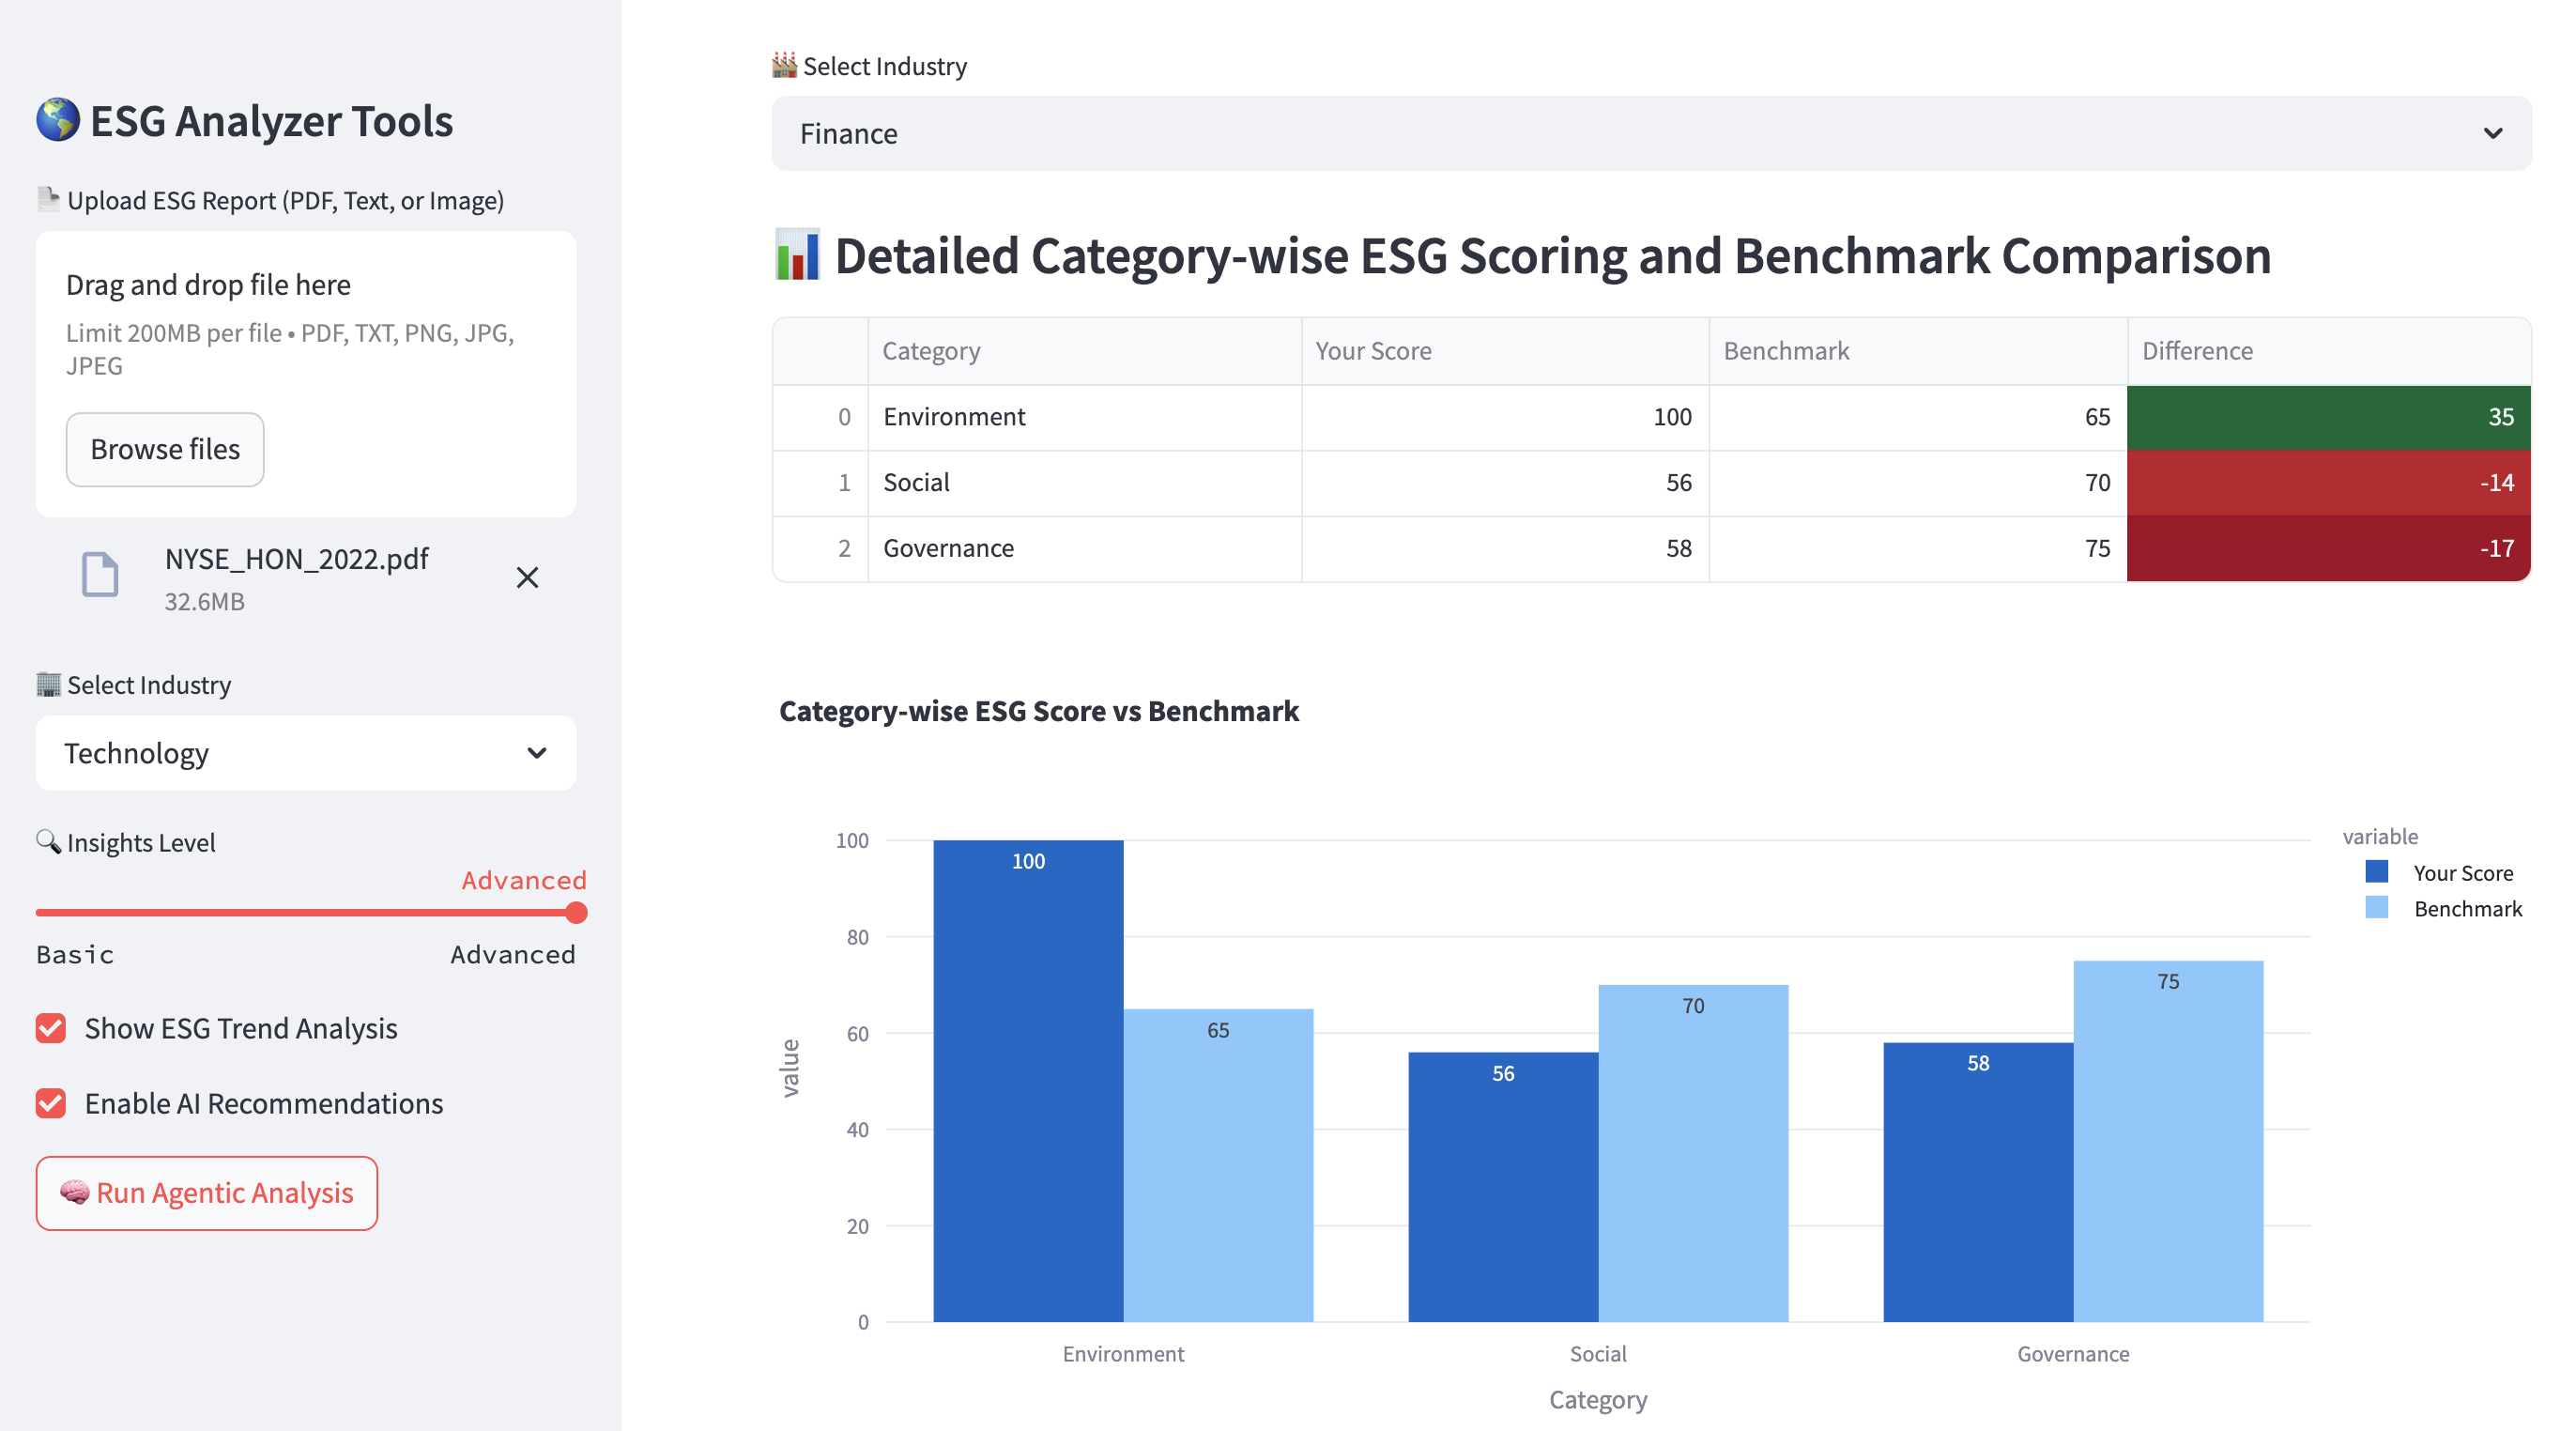 ESG Analyzer Tools
Upload ESG Report (PDF, Text, or Image)
Drag and drop file here
Limit 200MB per file • PDF, TXT, PNG, JPG,
JPEG
Browse files
NYSE_HON_2022.pdf
32.6MB
Select Industry
Technology
Insights Level
Advanced
Basic Advanced
Show ESG Trend Analysis
Enable AI Recommendations
Run Agentic Analysis
Select Industry
Finance
Detailed Category-wise ESG Scoring and Benchmark Comparison
Category Your Score Benchmark Difference
0 Environment 100 65 35
1 Social 56 70 -14
2 Governance 58 75 -17
Category-wise ESG Score vs Benchmark
variable
Your Score
Benchmark
value
100
80
60
40
20
0
100
65
56
70
58
75
Environment Social Governance
Category